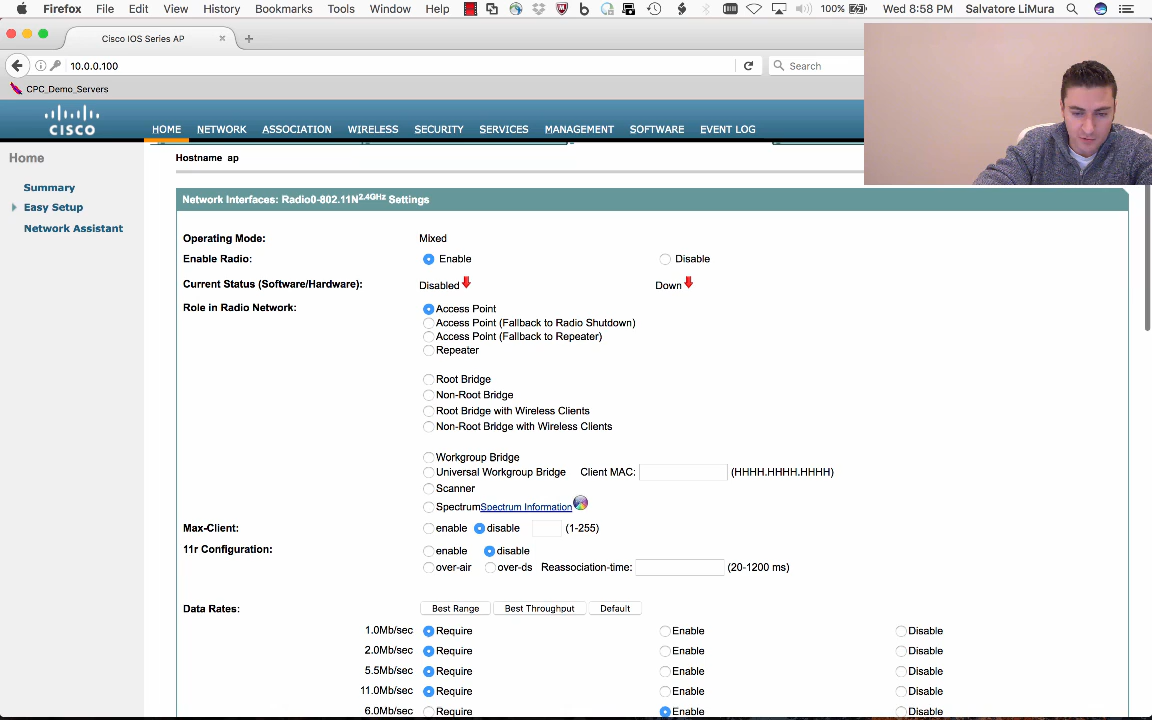 Firefox File Edit View History Bookmarks Tools Window Help 100% Wed 8:58 PM Salvatore LiMura
Cisco IOS Series AP
10.0.0.100 Search
CPC_Demo_Servers
CISCO HOME NETWORK ASSOCIATION WIRELESS SECURITY SERVICES MANAGEMENT SOFTWARE EVENT LOG
Home
Summary
Easy Setup
Network Assistant
Hostname ap
Network Interfaces: Radio0-802.11N2.4GHz Settings
Operating Mode: Mixed
Enable Radio: Enable Disable
Current Status (Software/Hardware): Disabled Down
Role in Radio Network: Access Point
Access Point (Fallback to Radio Shutdown)
Access Point (Fallback to Repeater)
Repeater
Root Bridge
Non-Root Bridge
Root Bridge with Wireless Clients
Non-Root Bridge with Wireless Clients
Workgroup Bridge
Universal Workgroup Bridge Client MAC: (HHHH.HHHH.HHHH)
Scanner
SpectrumSpectrum Information
Max-Client: enable disable (1-255)
11r Configuration: enable disable
over-air over-ds Reassociation-time: (20-1200 ms)
Data Rates: Best Range Best Throughput Default
1.0Mb/sec Require Enable Disable
2.0Mb/sec Require Enable Disable
5.5Mb/sec Require Enable Disable
11.0Mb/sec Require Enable Disable
6.0Mb/sec Require Enable Disable